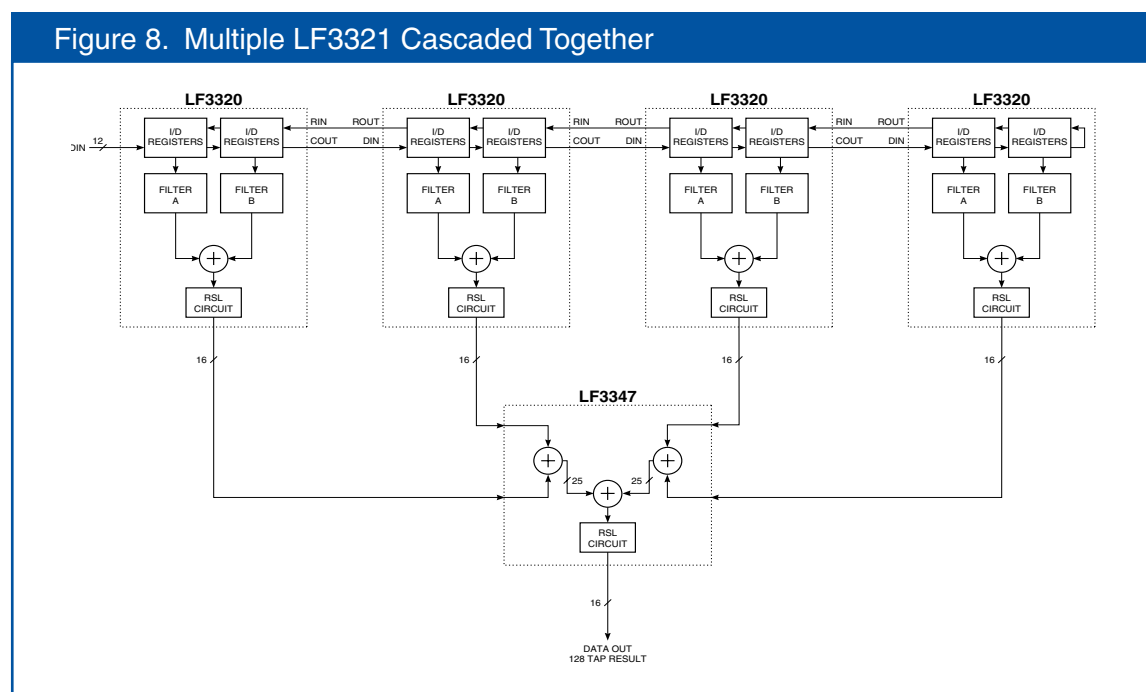 Figure 8. Multiple LF3321 Cascaded Together
LF3320 LF3320 LF3320 LF3320
RIN ROUT RIN ROUT RIN ROUT
DIN 12 COUT DIN COUT DIN COUT DIN
I/D REGISTERS
I/D REGISTERS
I/D REGISTERS
I/D REGISTERS
I/D REGISTERS
I/D REGISTERS
I/D REGISTERS
I/D REGISTERS
FILTER A
FILTER B
FILTER A
FILTER B
FILTER A
FILTER B
FILTER A
FILTER B
RSL CIRCUIT
RSL CIRCUIT
RSL CIRCUIT
RSL CIRCUIT
16 16 16 16
LF3347
25 25
RSL
CIRCUIT
16
DATA OUT
128 TAP RESULT